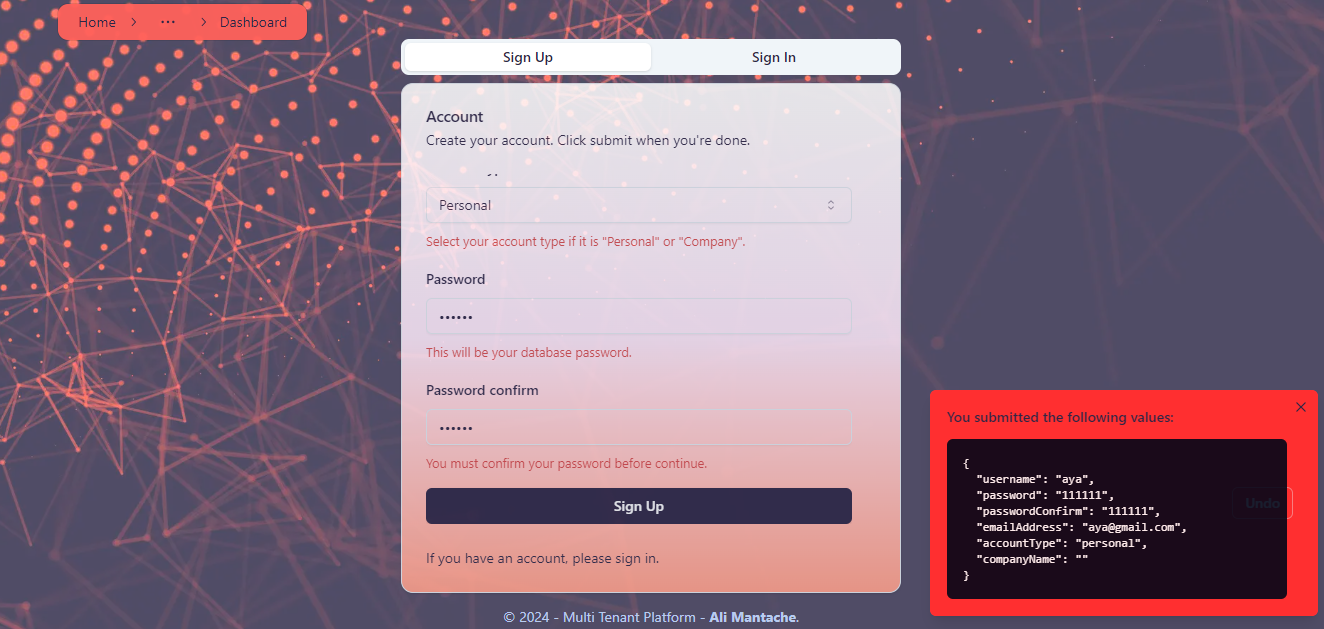 Home > ... > Dashboard
Sign Up Sign In
Account
Create your account. Click submit when you're done.
Personal
Select your account type if it is "Personal" or "Company".
Password
••••••
This will be your database password.
Password confirm
••••••
You must confirm your password before continue.
Sign Up
If you have an account, please sign in.
You submitted the following values:
{
"username": "aya",
"password": "111111",
"passwordConfirm": "111111",
"emailAddress": "aya@gmail.com",
"accountType": "personal",
"companyName": ""
}
Undo
© 2024 - Multi Tenant Platform - Ali Mantache.